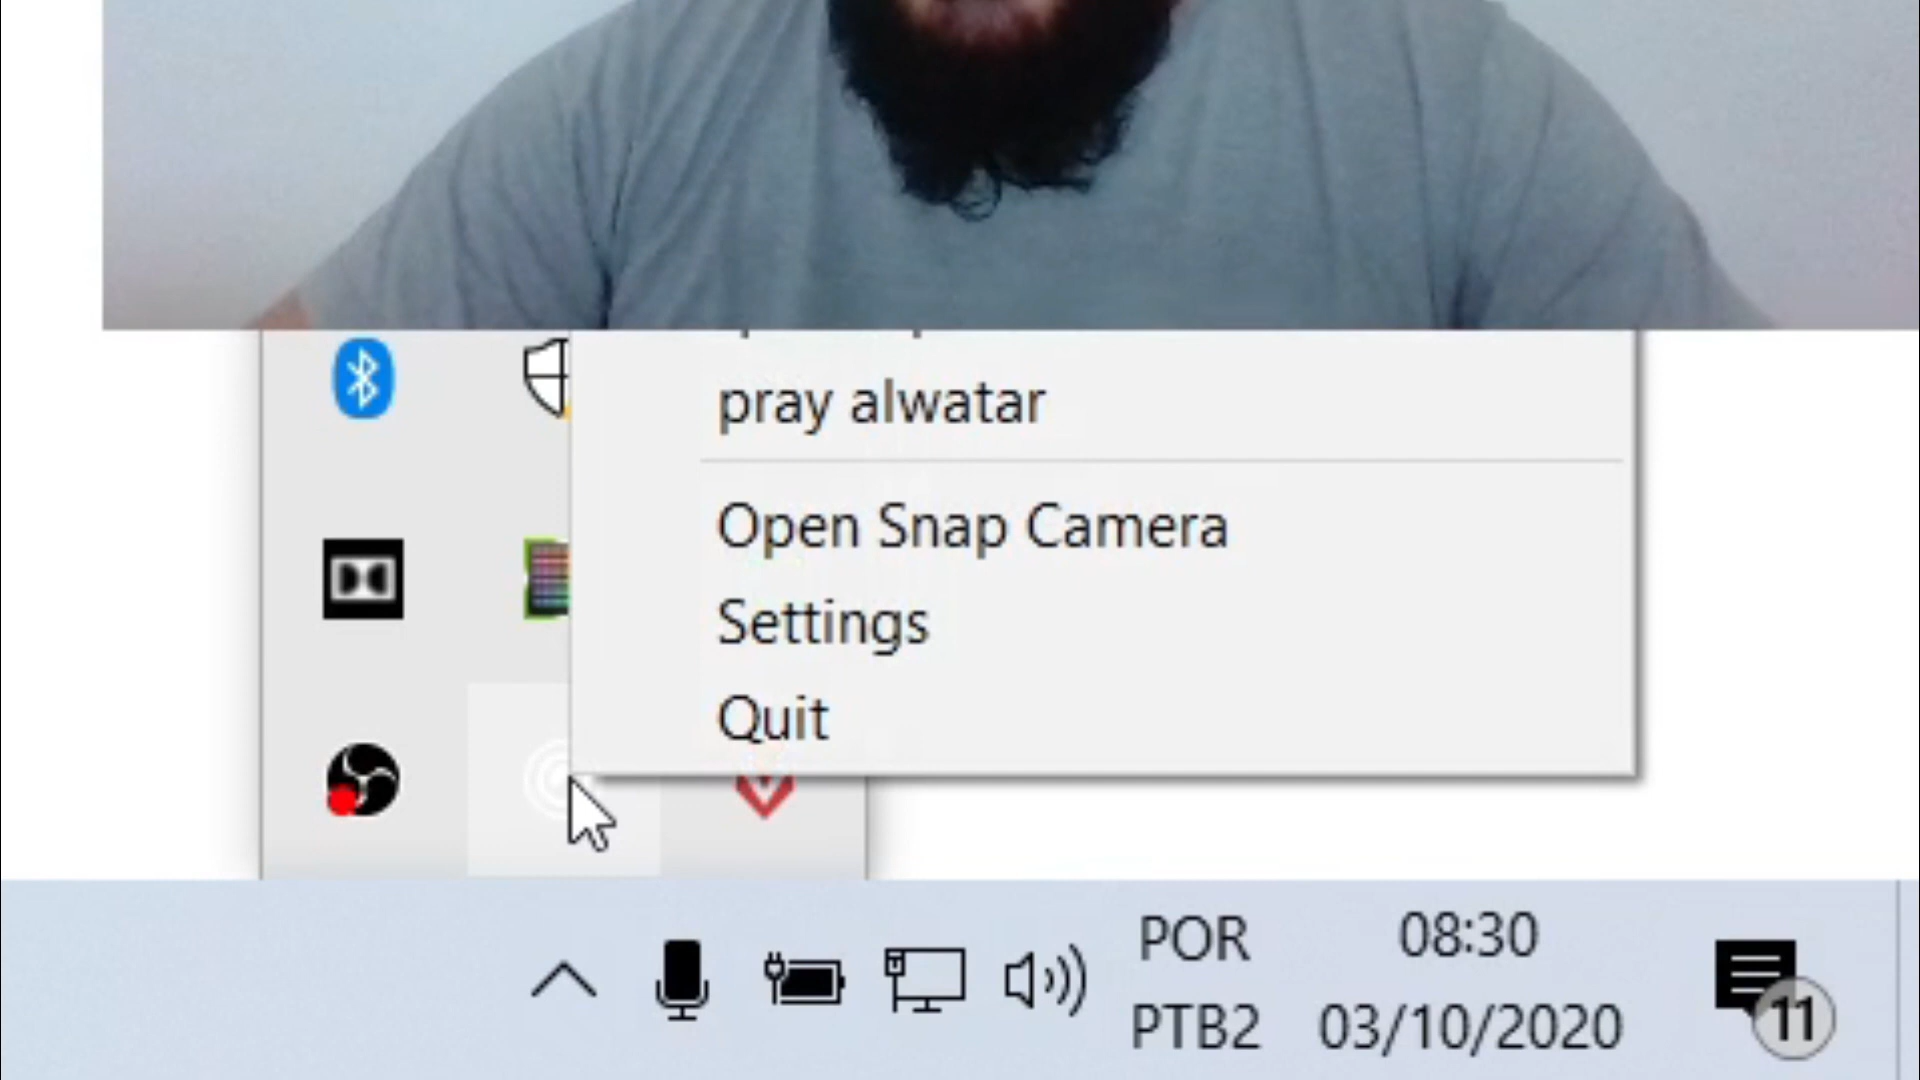 pray alwatar
Open Snap Camera
Settings
Quit
POR
PTB2
08:30
03/10/2020
11